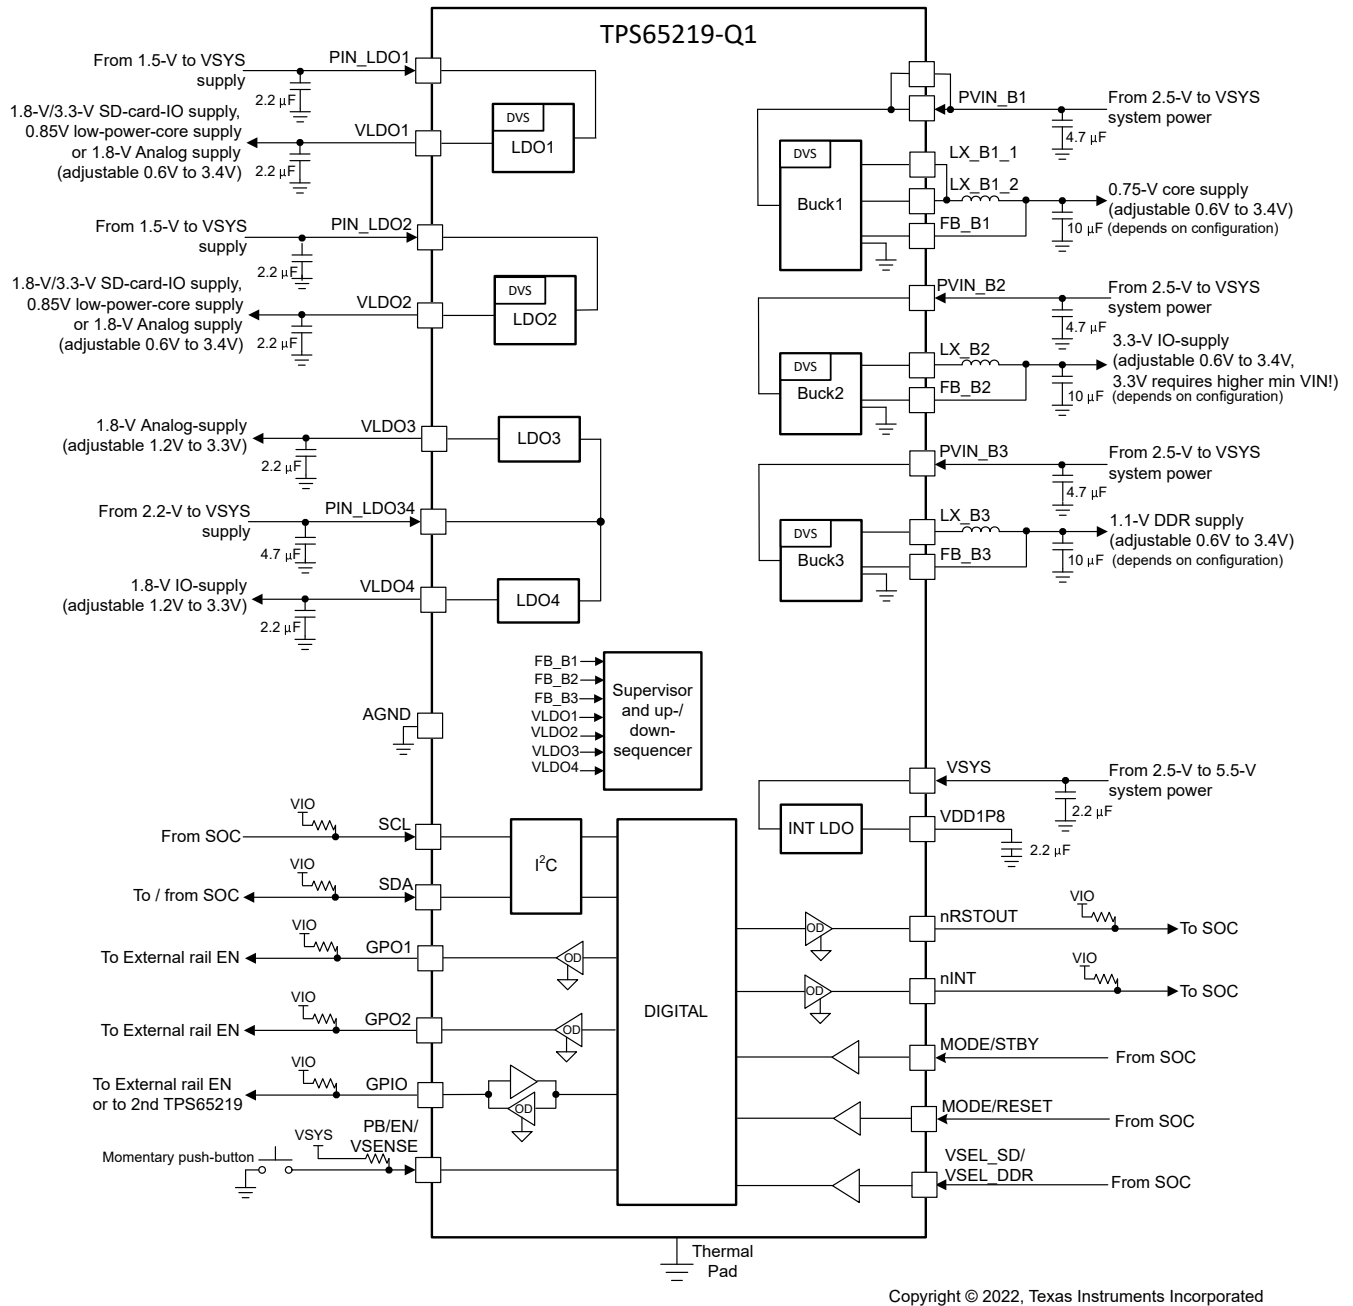 TPS65219-Q1
From 1.5-V to VSYS
supply
PIN_LDO1
2.2 µF
1.8-V/3.3-V SD-card-IO supply,
0.85V low-power-core supply
or 1.8-V Analog supply
(adjustable 0.6V to 3.4V)
VLDO1
2.2 µF
DVS
LDO1
From 1.5-V to VSYS
supply
PIN_LDO2
2.2 µF
1.8-V/3.3-V SD-card-IO supply,
0.85V low-power-core supply
or 1.8-V Analog supply
(adjustable 0.6V to 3.4V)
VLDO2
2.2 µF
DVS
LDO2
1.8-V Analog-supply
(adjustable 1.2V to 3.3V)
VLDO3
2.2 µF
LDO3
From 2.2-V to VSYS
supply
PIN_LDO34
4.7 µF
1.8-V IO-supply
(adjustable 1.2V to 3.3V)
VLDO4
2.2 µF
LDO4
PVIN_B1
From 2.5-V to VSYS
system power
4.7 µF
DVS
Buck1
LX_B1_1
LX_B1_2
FB_B1
0.75-V core supply
(adjustable 0.6V to 3.4V)
(depends on configuration)
10 µF
PVIN_B2
From 2.5-V to VSYS
system power
4.7 µF
DVS
Buck2
LX_B2
FB_B2
3.3-V IO-supply
(adjustable 0.6V to 3.4V,
3.3V requires higher min VIN!)
(depends on configuration)
10 µF
PVIN_B3
From 2.5-V to VSYS
system power
4.7 µF
DVS
Buck3
LX_B3
FB_B3
1.1-V DDR supply
(adjustable 0.6V to 3.4V)
(depends on configuration)
10 µF
FB_B1
FB_B2
FB_B3
VLDO1
VLDO2
VLDO3
VLDO4
Supervisor
and up-/
down-
sequencer
AGND
VSYS
From 2.5-V to 5.5-V
system power
2.2 µF
INT LDO
VDD1P8
2.2 µF
From SOC
VIO
SCL
I2C
To / from SOC
VIO
SDA
To External rail EN
VIO
GPO1
OD
To External rail EN
VIO
GPO2
OD
To External rail EN
or to 2nd TPS65219
VIO
GPIO
OD
Momentary push-button
VSYS
PB/EN/
VSENSE
DIGITAL
OD
nRSTOUT
VIO
To SOC
OD
nINT
VIO
To SOC
MODE/STBY
From SOC
MODE/RESET
From SOC
VSEL_SD/
VSEL_DDR
From SOC
Thermal
Pad
Copyright © 2022, Texas Instruments Incorporated